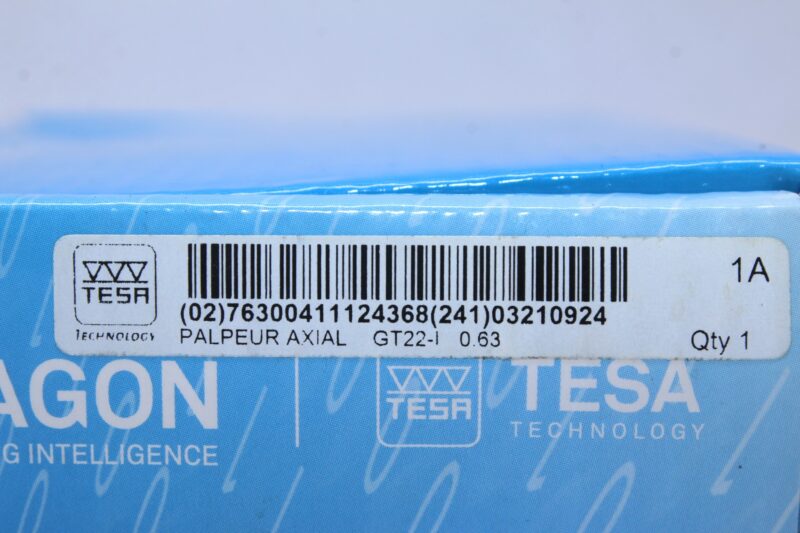 TESA
TECHNOLOGY
(02)76300411124368(241)03210924
1A
PALPEUR AXIAL GT22-I 0.63
Qty 1
AGON
G INTELLIGENCE
TESA
TESA
TECHNOLOGY